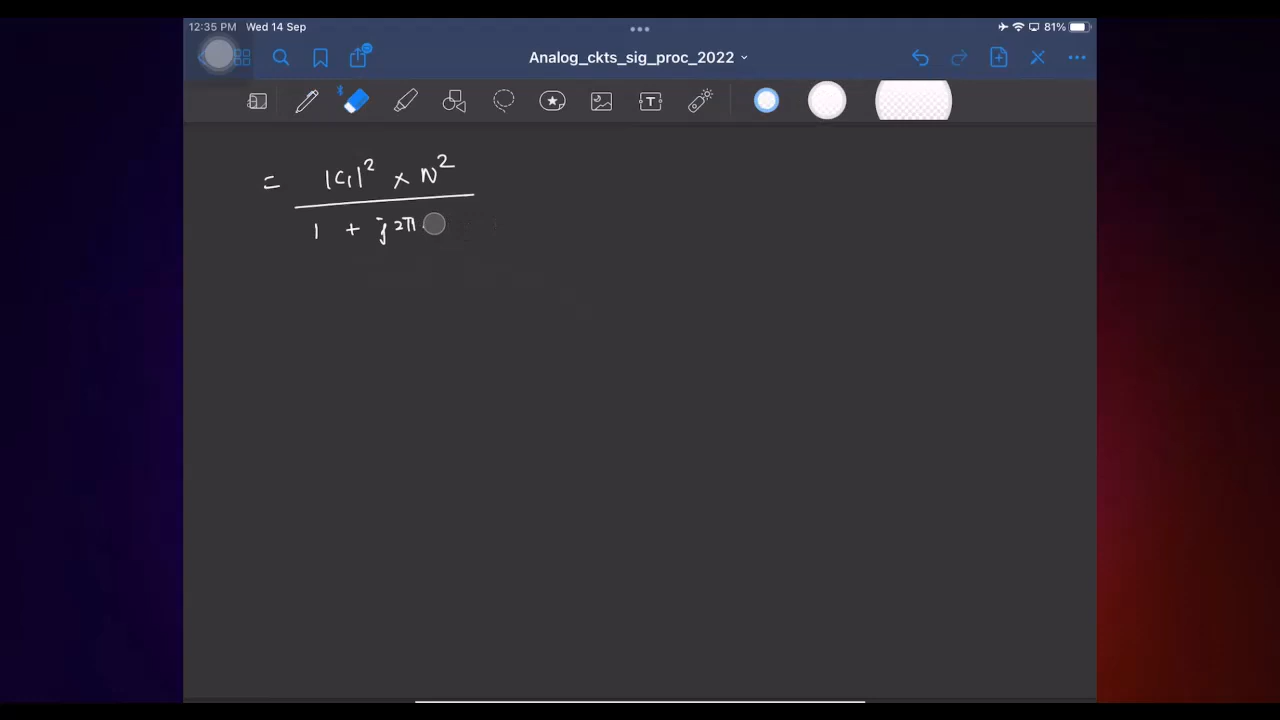 12:35 PM Wed 14 Sep 81%
Analog_ckts_sig_proc_2022
= |C₁|² × N²
1 + j2π